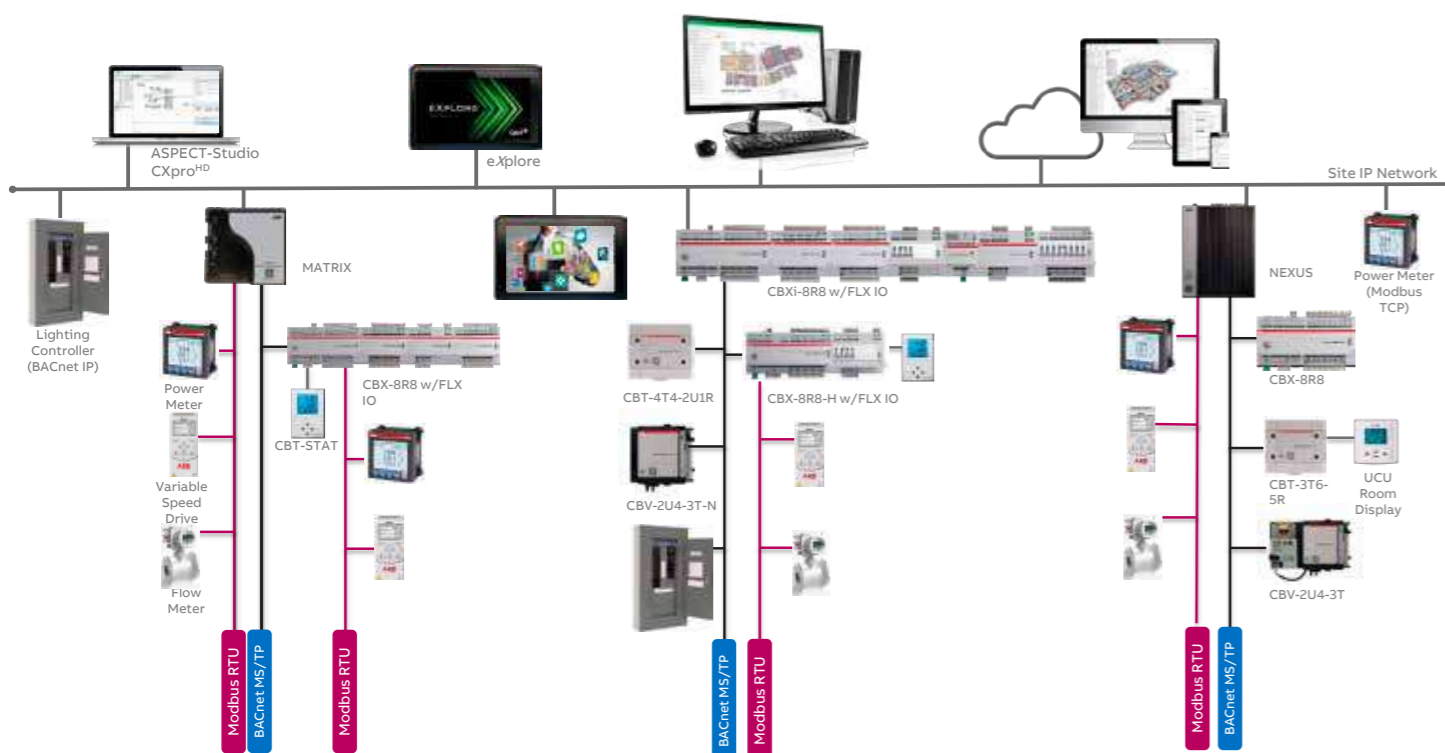 EXPLORE
ASPECT-Studio
CXpro^HD
eXplore
Site IP Network
MATRIX
CBXi-8R8 w/FLX IO
NEXUS
Power Meter
(Modbus
TCP)
Lighting
Controller
(BACnet IP)
Power
Meter
CBX-8R8 w/FLX
IO
CBT-STAT
CBT-4T4-2U1R
CBX-8R8-H w/FLX IO
CBX-8R8
Variable
Speed
Drive
ABB
CBV-2U4-3T-N
CBT-3T6-
5R
UCU
Room
Display
Flow
Meter
ABB
CBV-2U4-3T
Modbus RTU
BACnet MS/TP
Modbus RTU
BACnet MS/TP
Modbus RTU
Modbus RTU
BACnet MS/TP